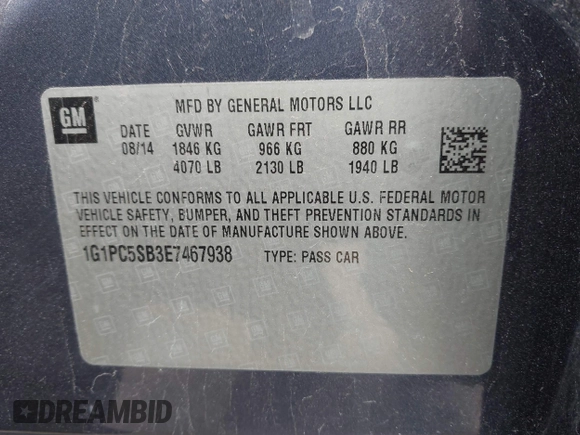 GM
MFD BY GENERAL MOTORS LLC
DATE GVWR GAWR FRT GAWR RR
08/14 1846 KG 966 KG 880 KG
4070 LB 2130 LB 1940 LB
THIS VEHICLE CONFORMS TO ALL APPLICABLE U.S. FEDERAL MOTOR
VEHICLE SAFETY, BUMPER, AND THEFT PREVENTION STANDARDS IN
EFFECT ON THE DATE OF MANUFACTURE SHOWN ABOVE.
1G1PC5SB3E7467938 TYPE: PASS CAR
DREAMBID